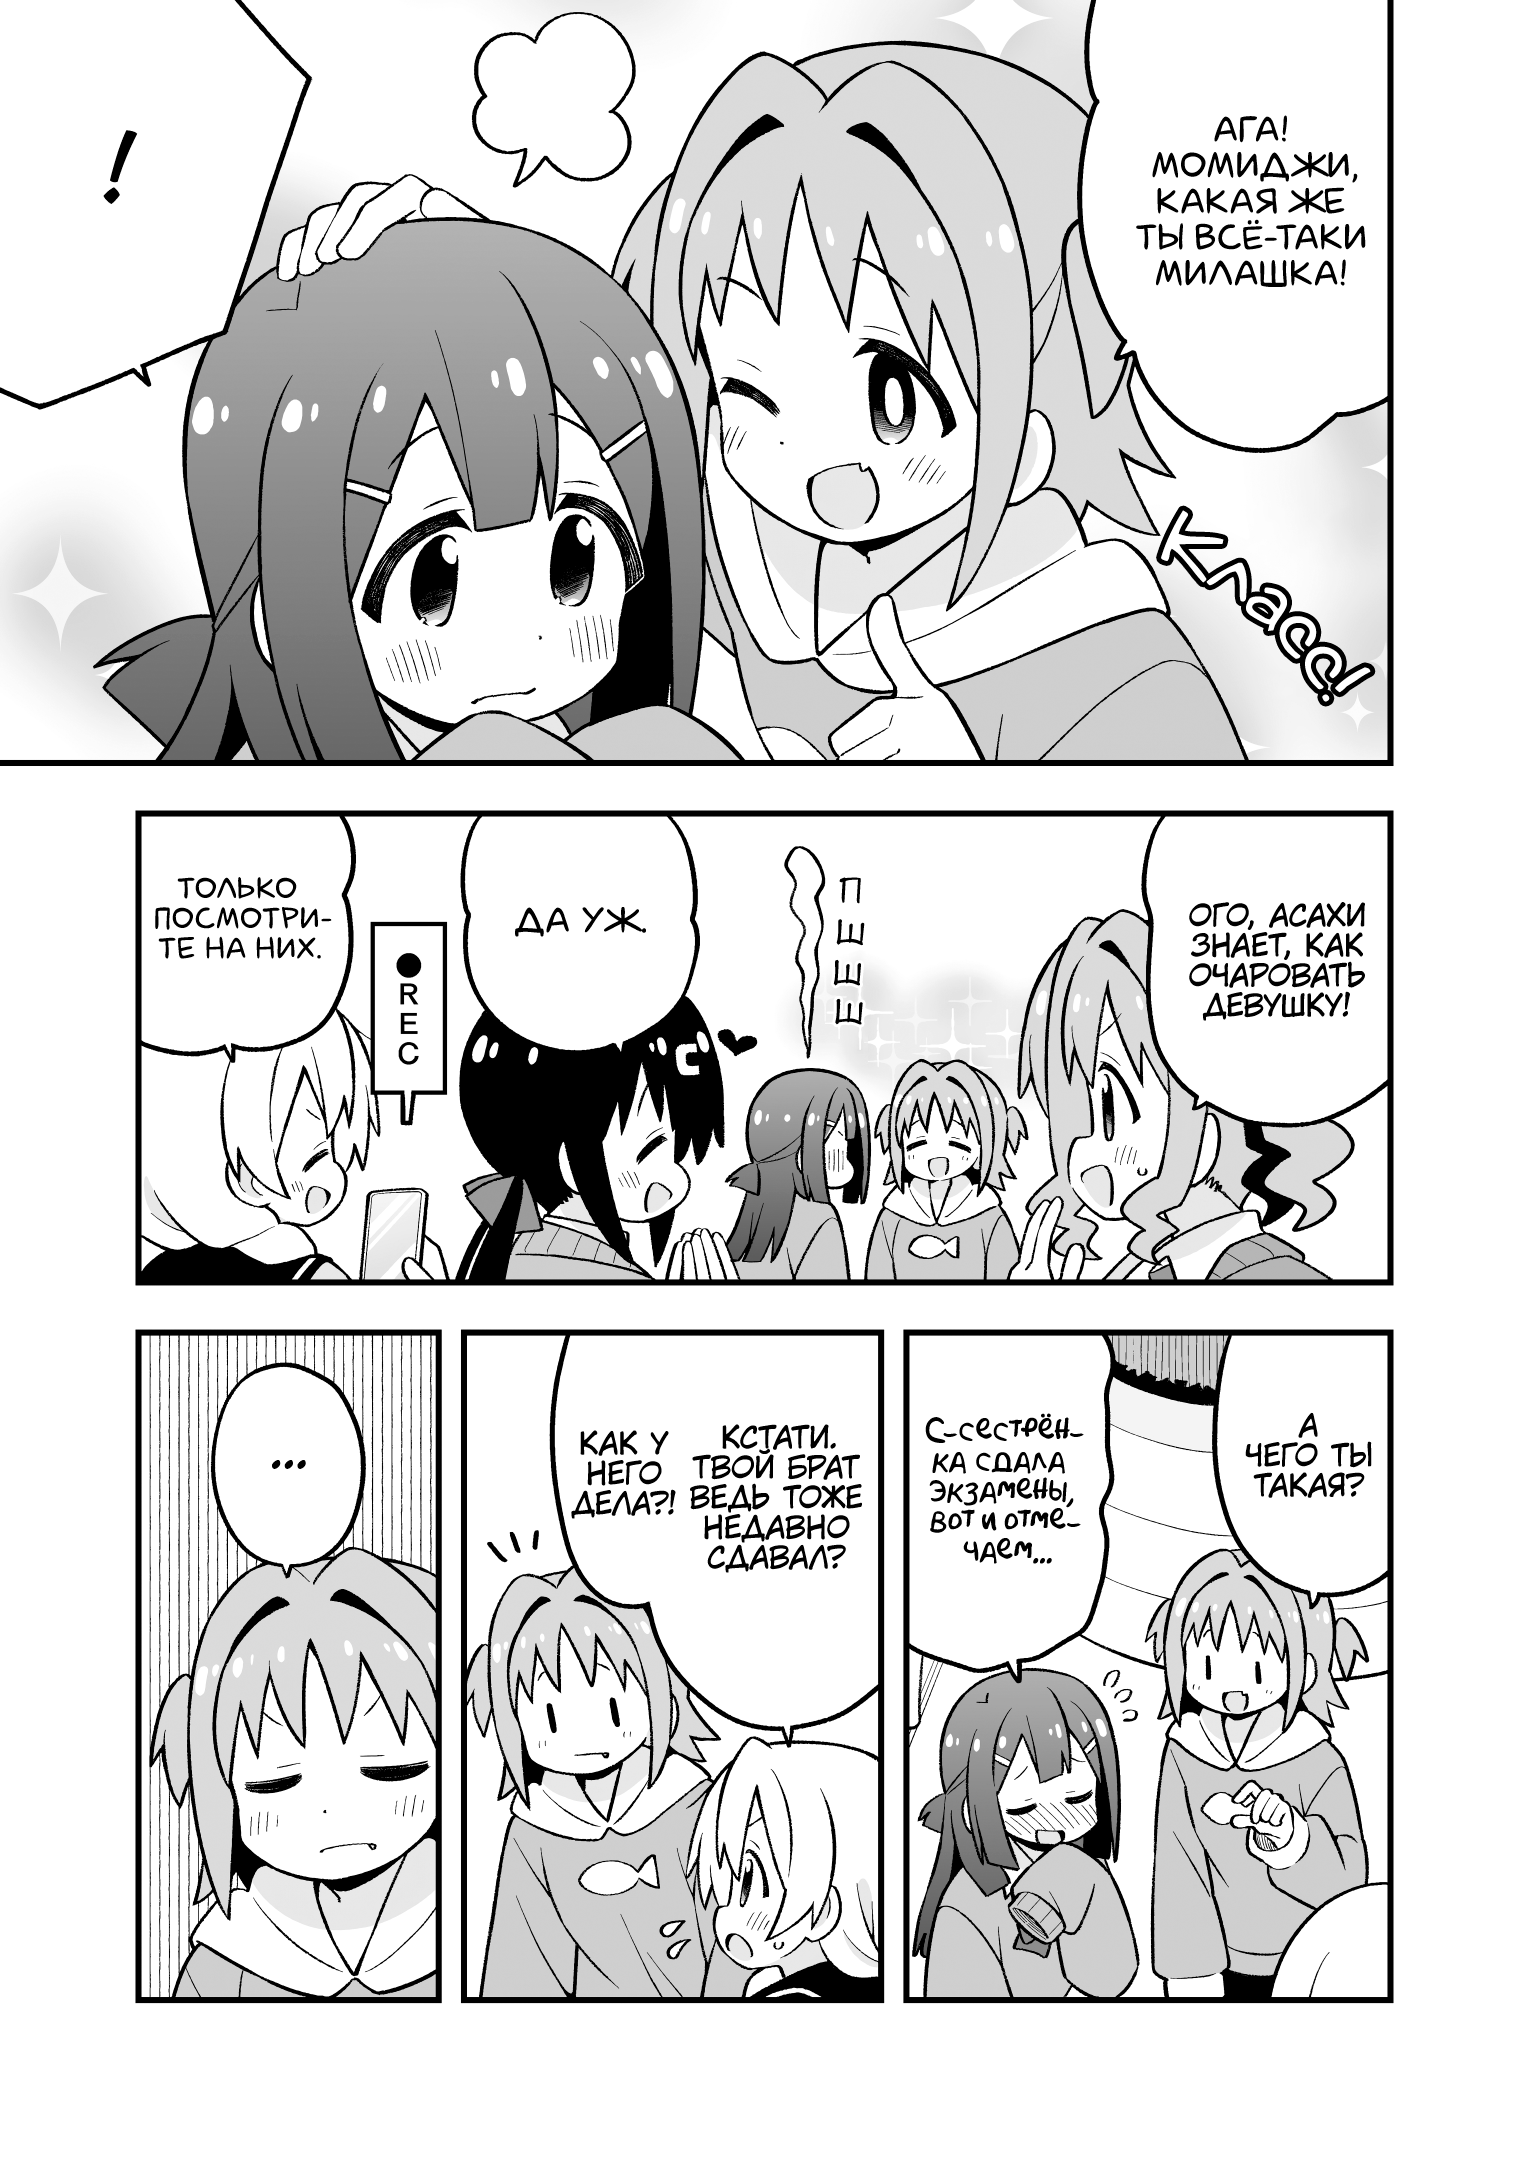 АГА!
МОМИДЖИ,
КАКАЯ ЖЕ
ТЫ ВСЁ-ТАКИ
МИЛАШКА!
Класс!
!
ОГО, АСАХИ
ЗНАЕТ, КАК
ОЧАРОВАТЬ
ДЕВУШКУ!
ПЕЕЕ
ДА УЖ.
●REC
ТОЛЬКО
ПОСМОТРИ-
ТЕ НА НИХ.
А
ЧЕГО ТЫ
ТАКАЯ?
С-СЕСТРЁН-
КА СДАЛА
ЭКЗАМЕНЫ,
ВОТ И ОТМЕ-
ЧАЕМ...
КСТАТИ.
ТВОЙ БРАТ
ВЕДЬ ТОЖЕ
НЕДАВНО
СДАВАЛ?
КАК У
НЕГО
ДЕЛА?!
...